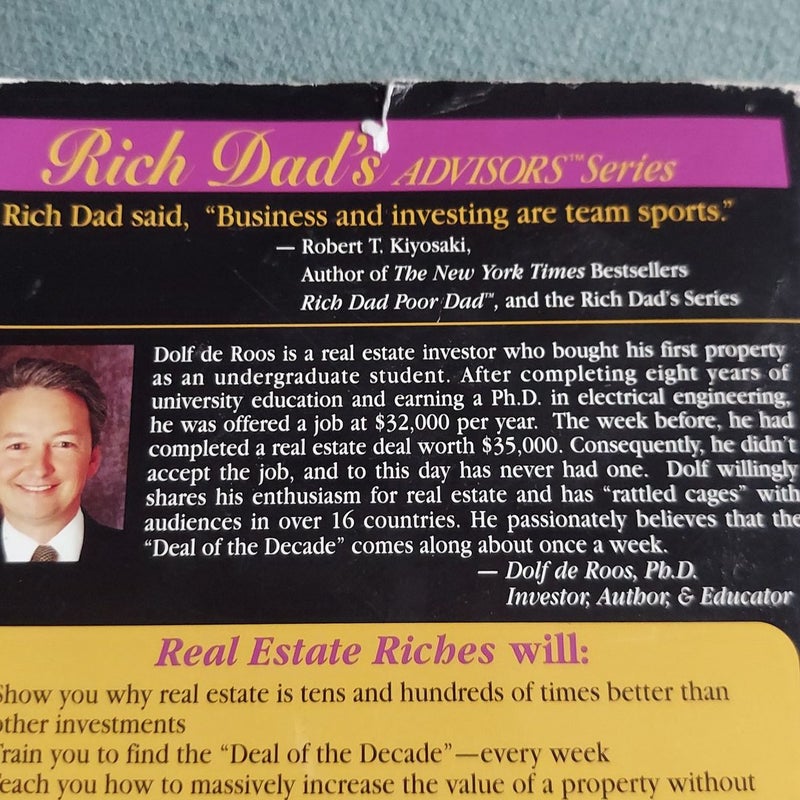 Rich Dad's ADVISORS™ Series
Rich Dad said, "Business and investing are team sports."
— Robert T. Kiyosaki,
Author of The New York Times Bestsellers
Rich Dad Poor Dad™, and the Rich Dad's Series
Dolf de Roos is a real estate investor who bought his first property
as an undergraduate student. After completing eight years of
university education and earning a Ph.D. in electrical engineering,
he was offered a job at $32,000 per year. The week before, he had
completed a real estate deal worth $35,000. Consequently, he didn't
accept the job, and to this day has never had one. Dolf willingly
shares his enthusiasm for real estate and has "rattled cages" with
audiences in over 16 countries. He passionately believes that the
"Deal of the Decade" comes along about once a week.
— Dolf de Roos, Ph.D.
Investor, Author, & Educator
Real Estate Riches will:
Show you why real estate is tens and hundreds of times better than
other investments
Train you to find the "Deal of the Decade"—every week
Teach you how to massively increase the value of a property without